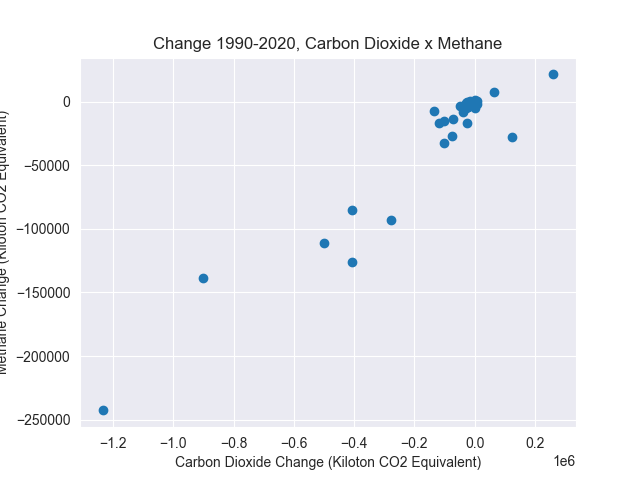 Change 1990-2020, Carbon Dioxide x Methane
Methane Change (Kiloton CO2 Equivalent)
0
−50000
−100000
−150000
−200000
−250000
−1.2 −1.0 −0.8 −0.6 −0.4 −0.2 0.0 0.2
1e6
Carbon Dioxide Change (Kiloton CO2 Equivalent)